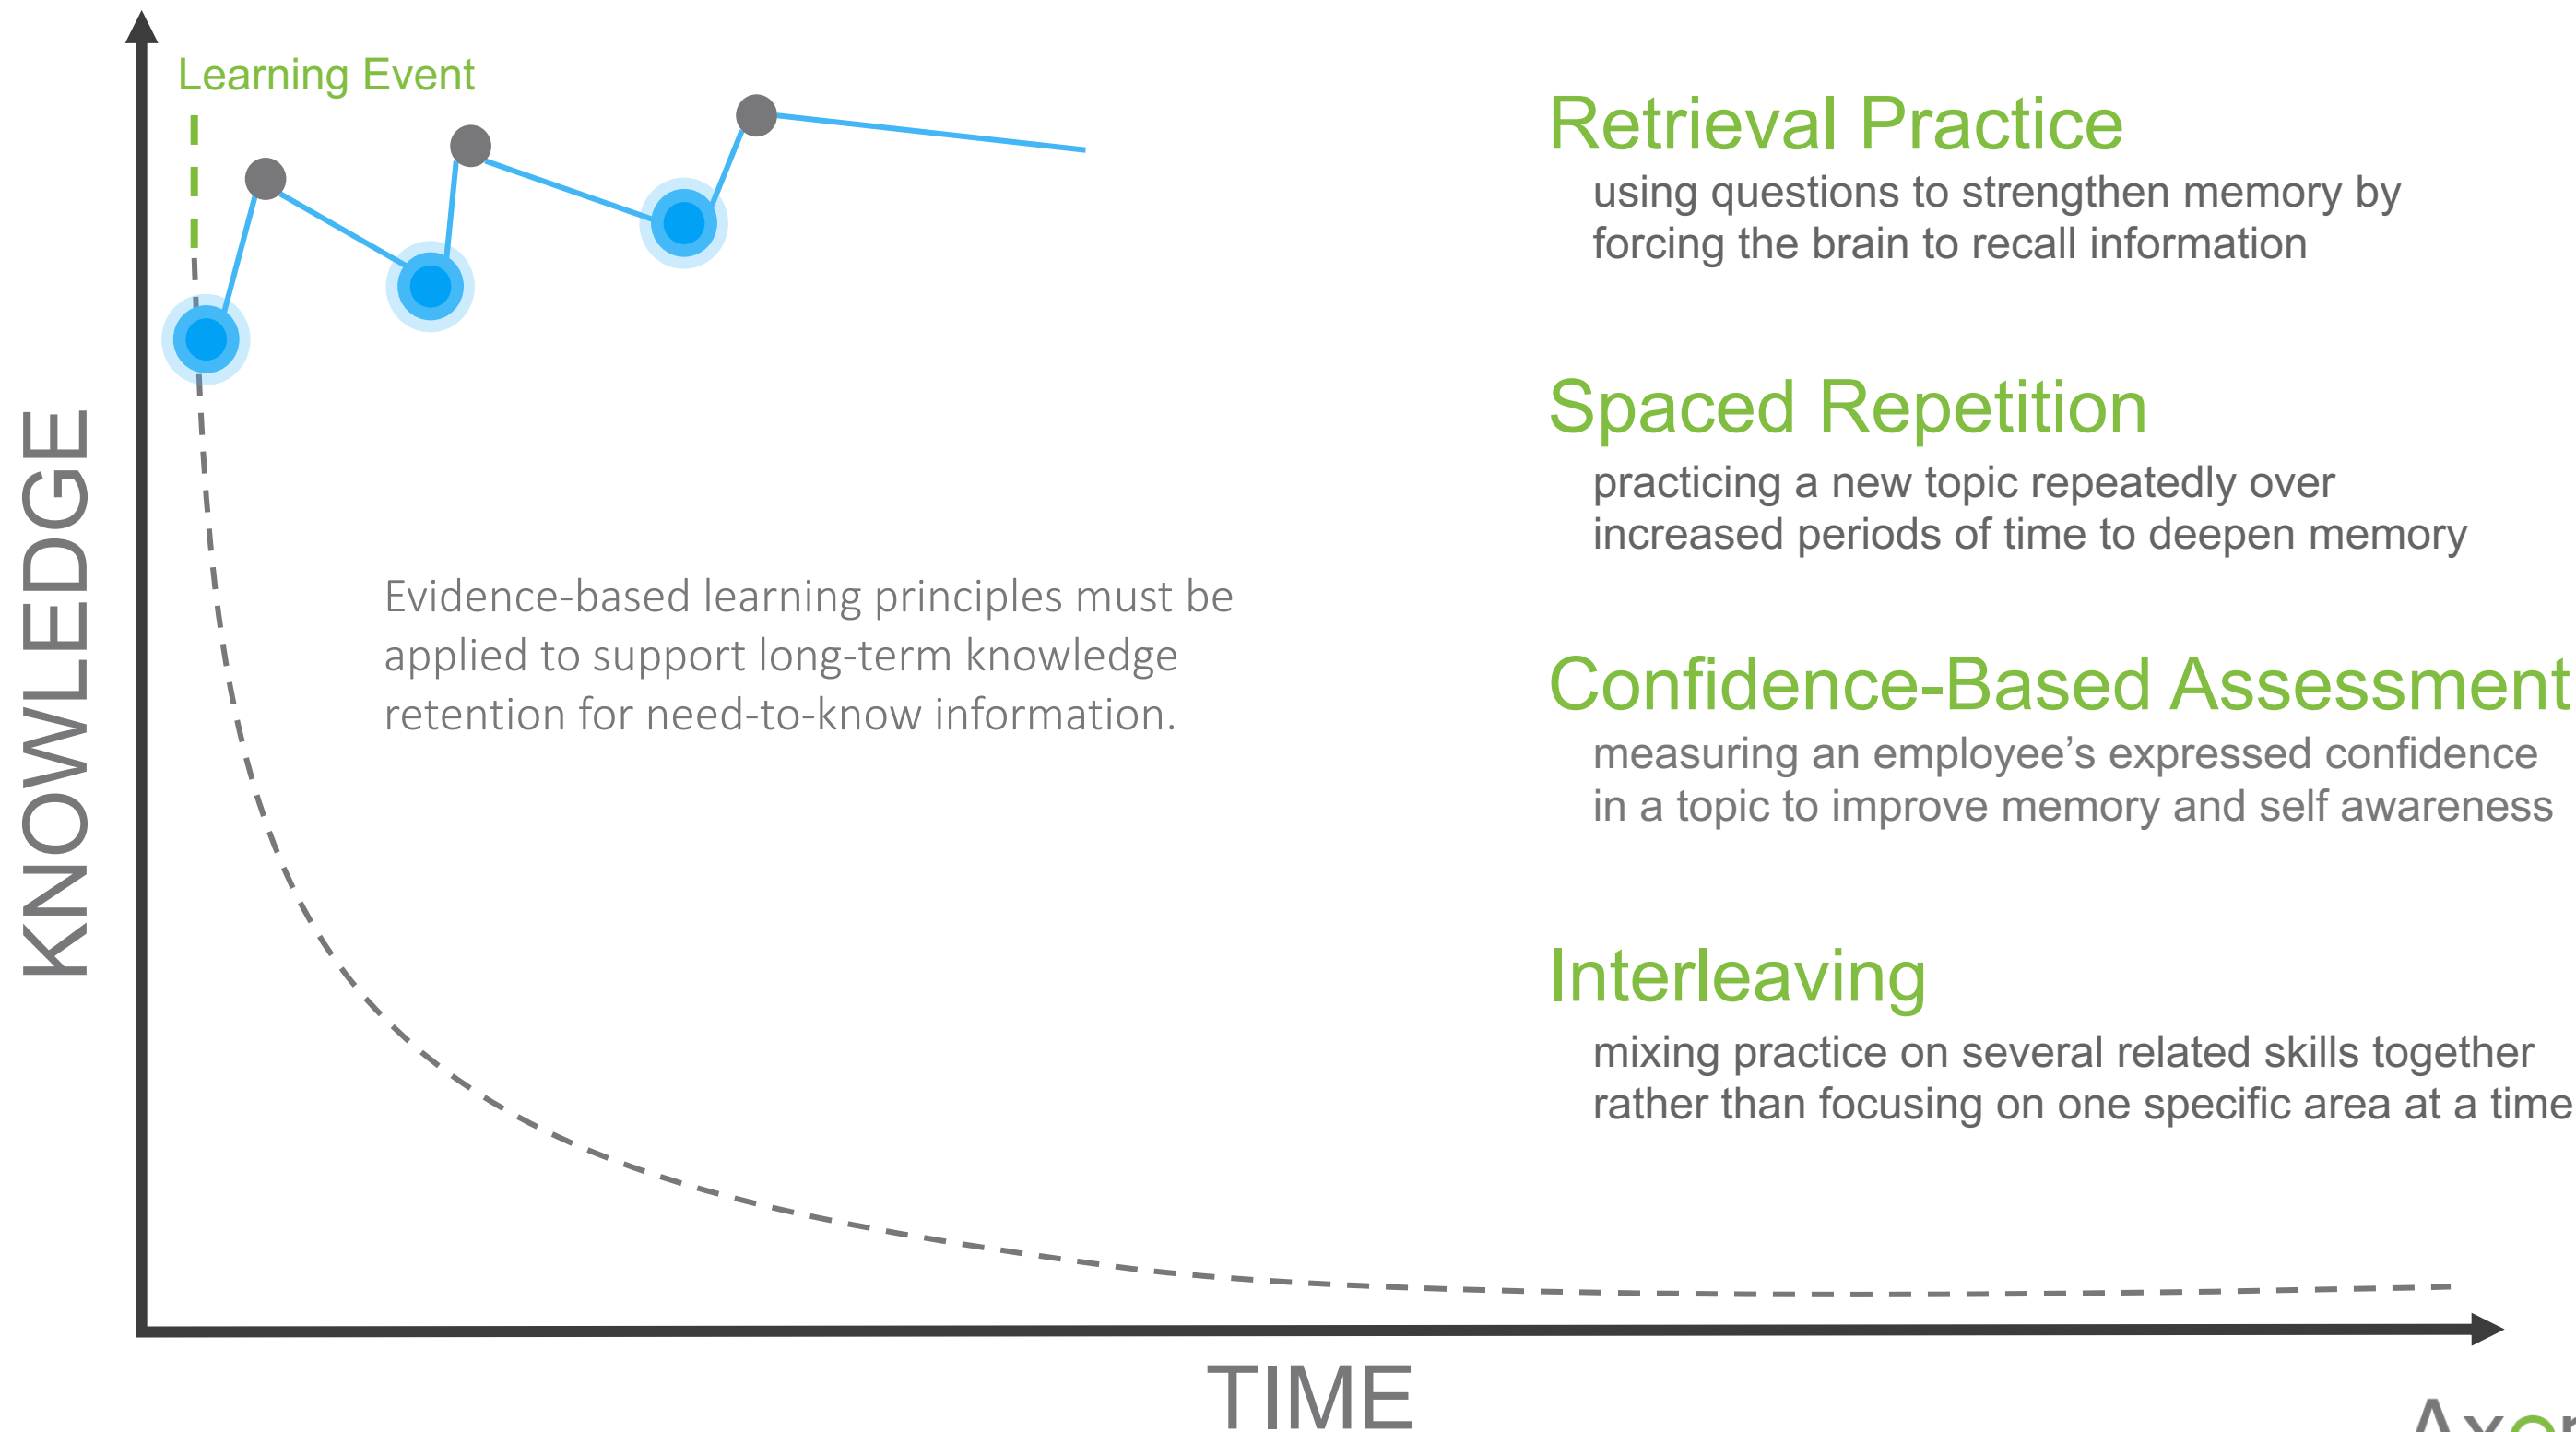 Learning Event
KNOWLEDGE
Evidence-based learning principles must be
applied to support long-term knowledge
retention for need-to-know information.
Retrieval Practice
using questions to strengthen memory by
forcing the brain to recall information
Spaced Repetition
practicing a new topic repeatedly over
increased periods of time to deepen memory
Confidence-Based Assessment
measuring an employee’s expressed confidence
in a topic to improve memory and self awareness
Interleaving
mixing practice on several related skills together
rather than focusing on one specific area at a time
TIME